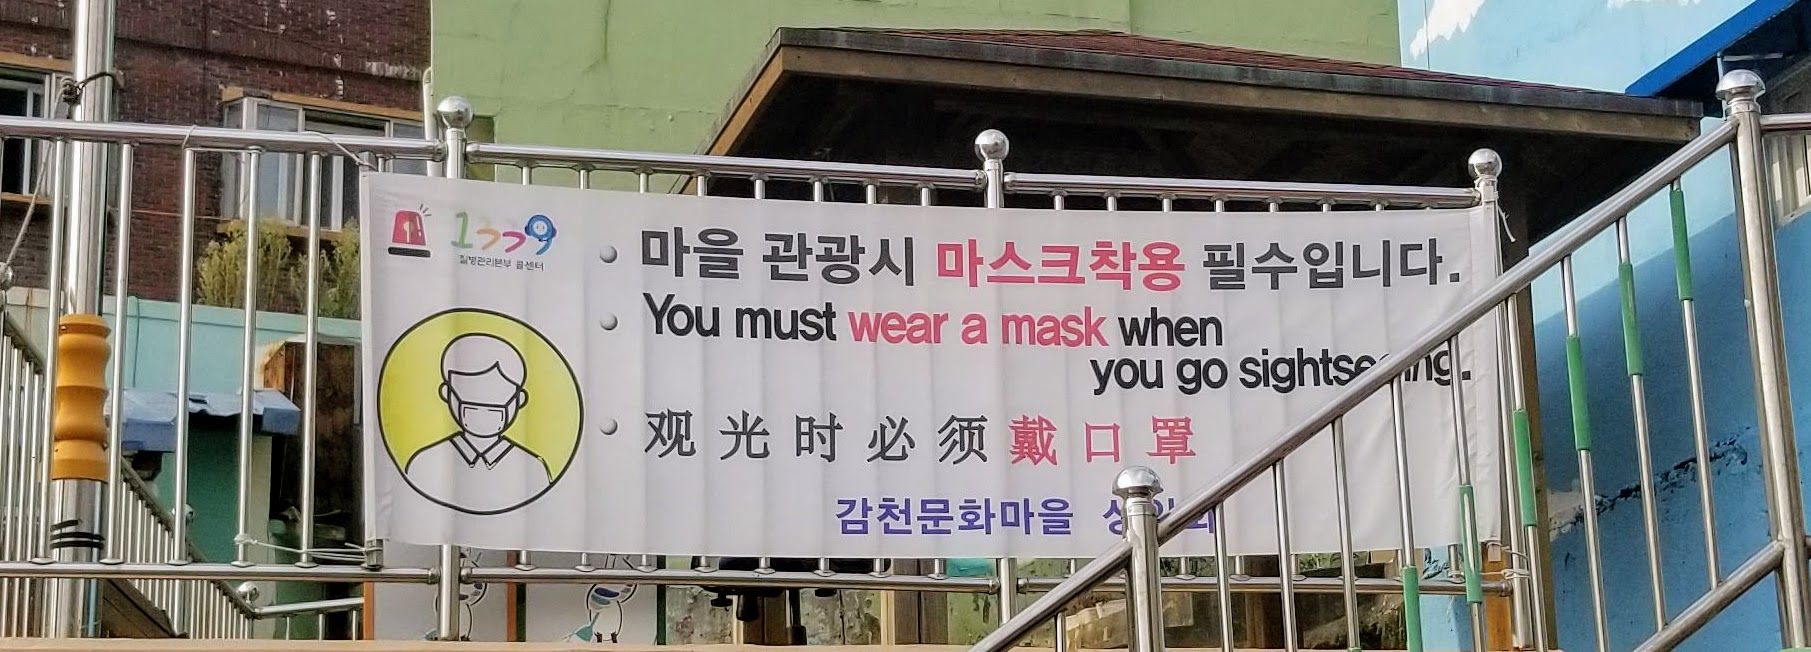 1339
질병관리본부 콜센터
마을 관광시 마스크착용 필수입니다.
You must wear a mask when
you go sightseeing.
观光时必须戴口罩
감천문화마을